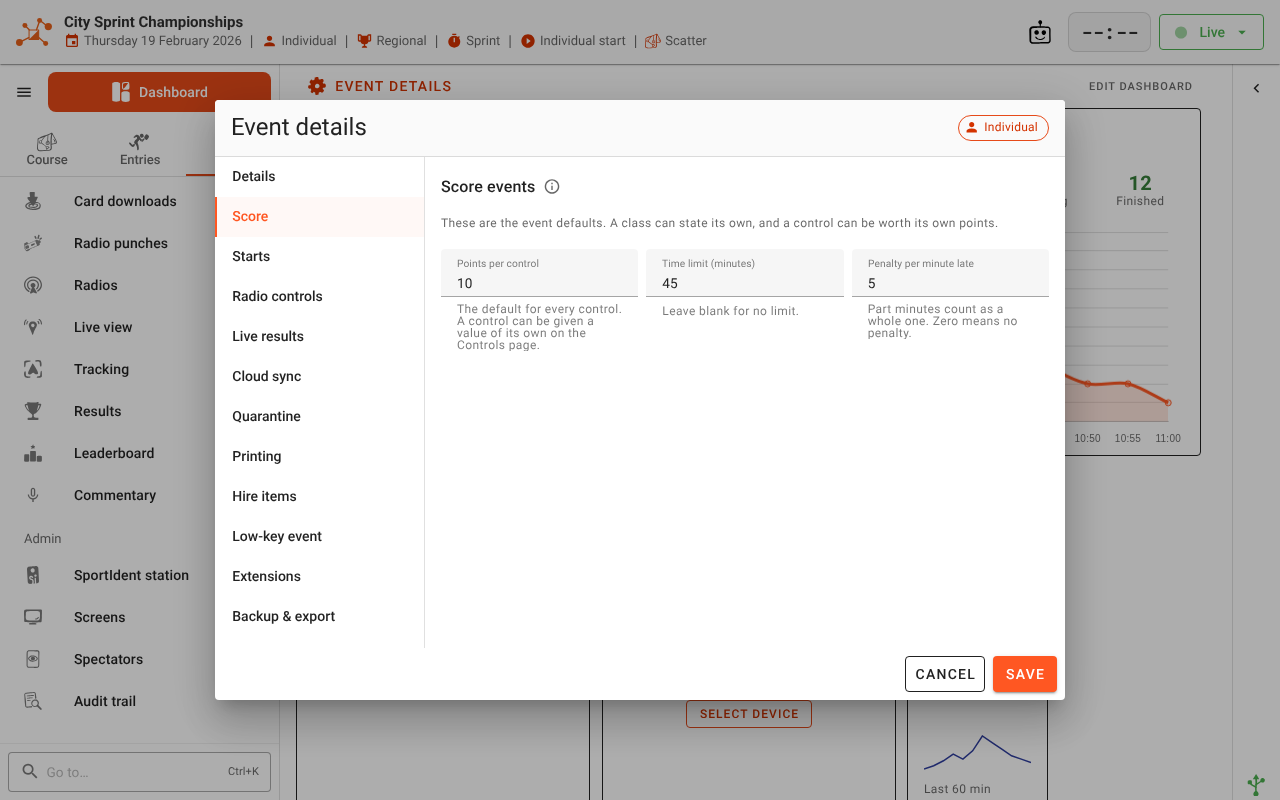 City Sprint Championships
Thursday 19 February 2026 | Individual | Regional | Sprint | Individual start | Scatter
--:--
Live
Dashboard
EVENT DETAILS
EDIT DASHBOARD
Course
Entries
Card downloads
Radio punches
Radios
Live view
Tracking
Results
Leaderboard
Commentary
Admin
SportIdent station
Screens
Spectators
Audit trail
Go to...
Ctrl+K
Event details
Individual
Details
Score
Starts
Radio controls
Live results
Cloud sync
Quarantine
Printing
Hire items
Low-key event
Extensions
Backup & export
Score events
These are the event defaults. A class can state its own, and a control can be worth its own points.
Points per control
10
The default for every control.
A control can be given a
value of its own on the
Controls page.
Time limit (minutes)
45
Leave blank for no limit.
Penalty per minute late
5
Part minutes count as a
whole one. Zero means no
penalty.
CANCEL
SAVE
12
Finished
10:50 10:55 11:00
SELECT DEVICE
Last 60 min